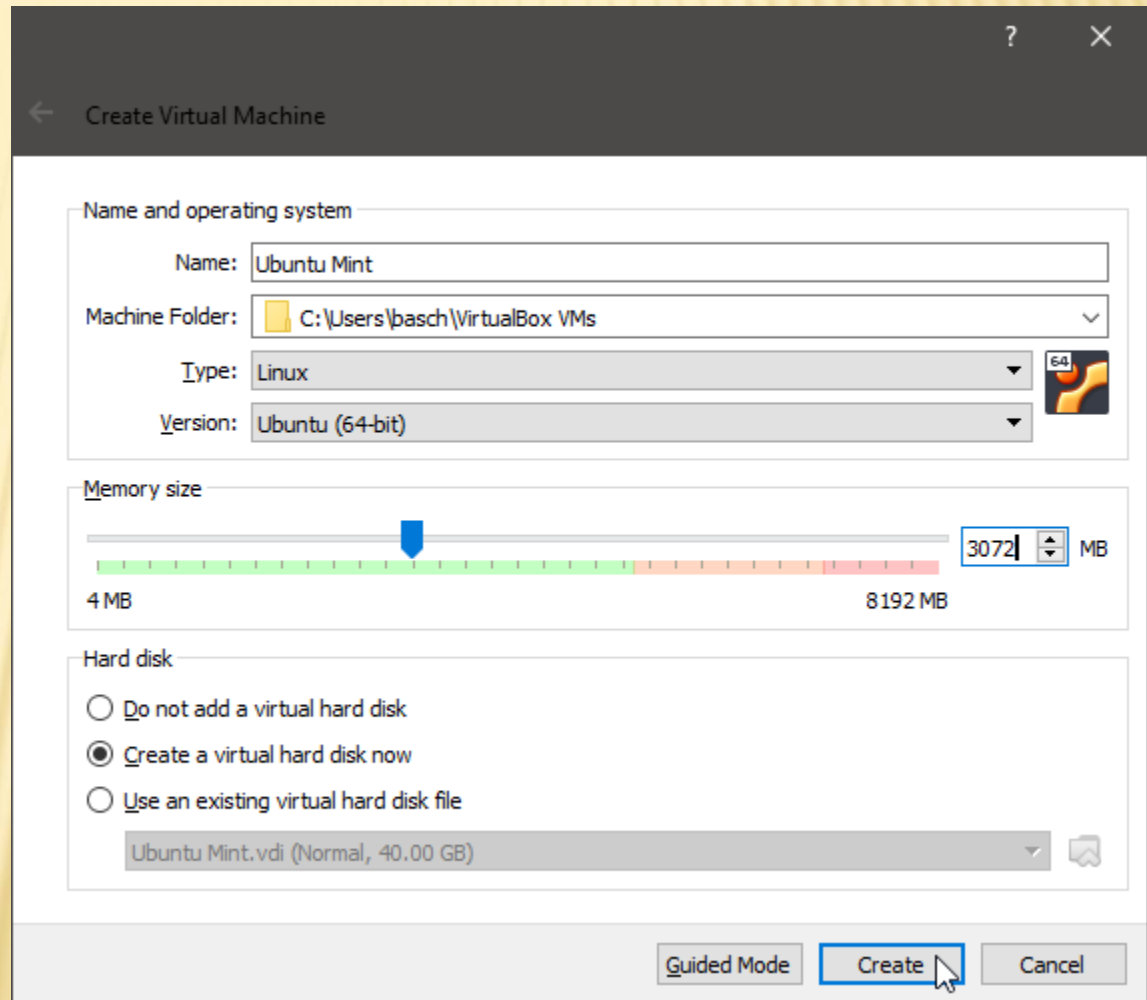 ?
Create Virtual Machine
Name and operating system
Name: Ubuntu Mint
Machine Folder: C:\Users\basch\VirtualBox VMs
Type: Linux
64
Version: Ubuntu (64-bit)
Memory size
3072 MB
4 MB 8192 MB
Hard disk
Do not add a virtual hard disk
Create a virtual hard disk now
Use an existing virtual hard disk file
Ubuntu Mint.vdi (Normal, 40.00 GB)
Guided Mode Create Cancel